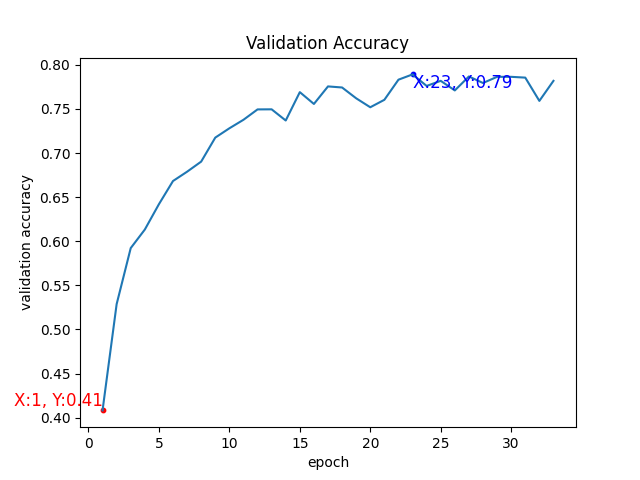 Validation Accuracy
0.80
X:23, Y:0.79
0.75
0.70
0.65
validation accuracy
0.60
0.55
0.50
0.45
X:1, Y:0.41
0.40
0 5 10 15 20 25 30
epoch